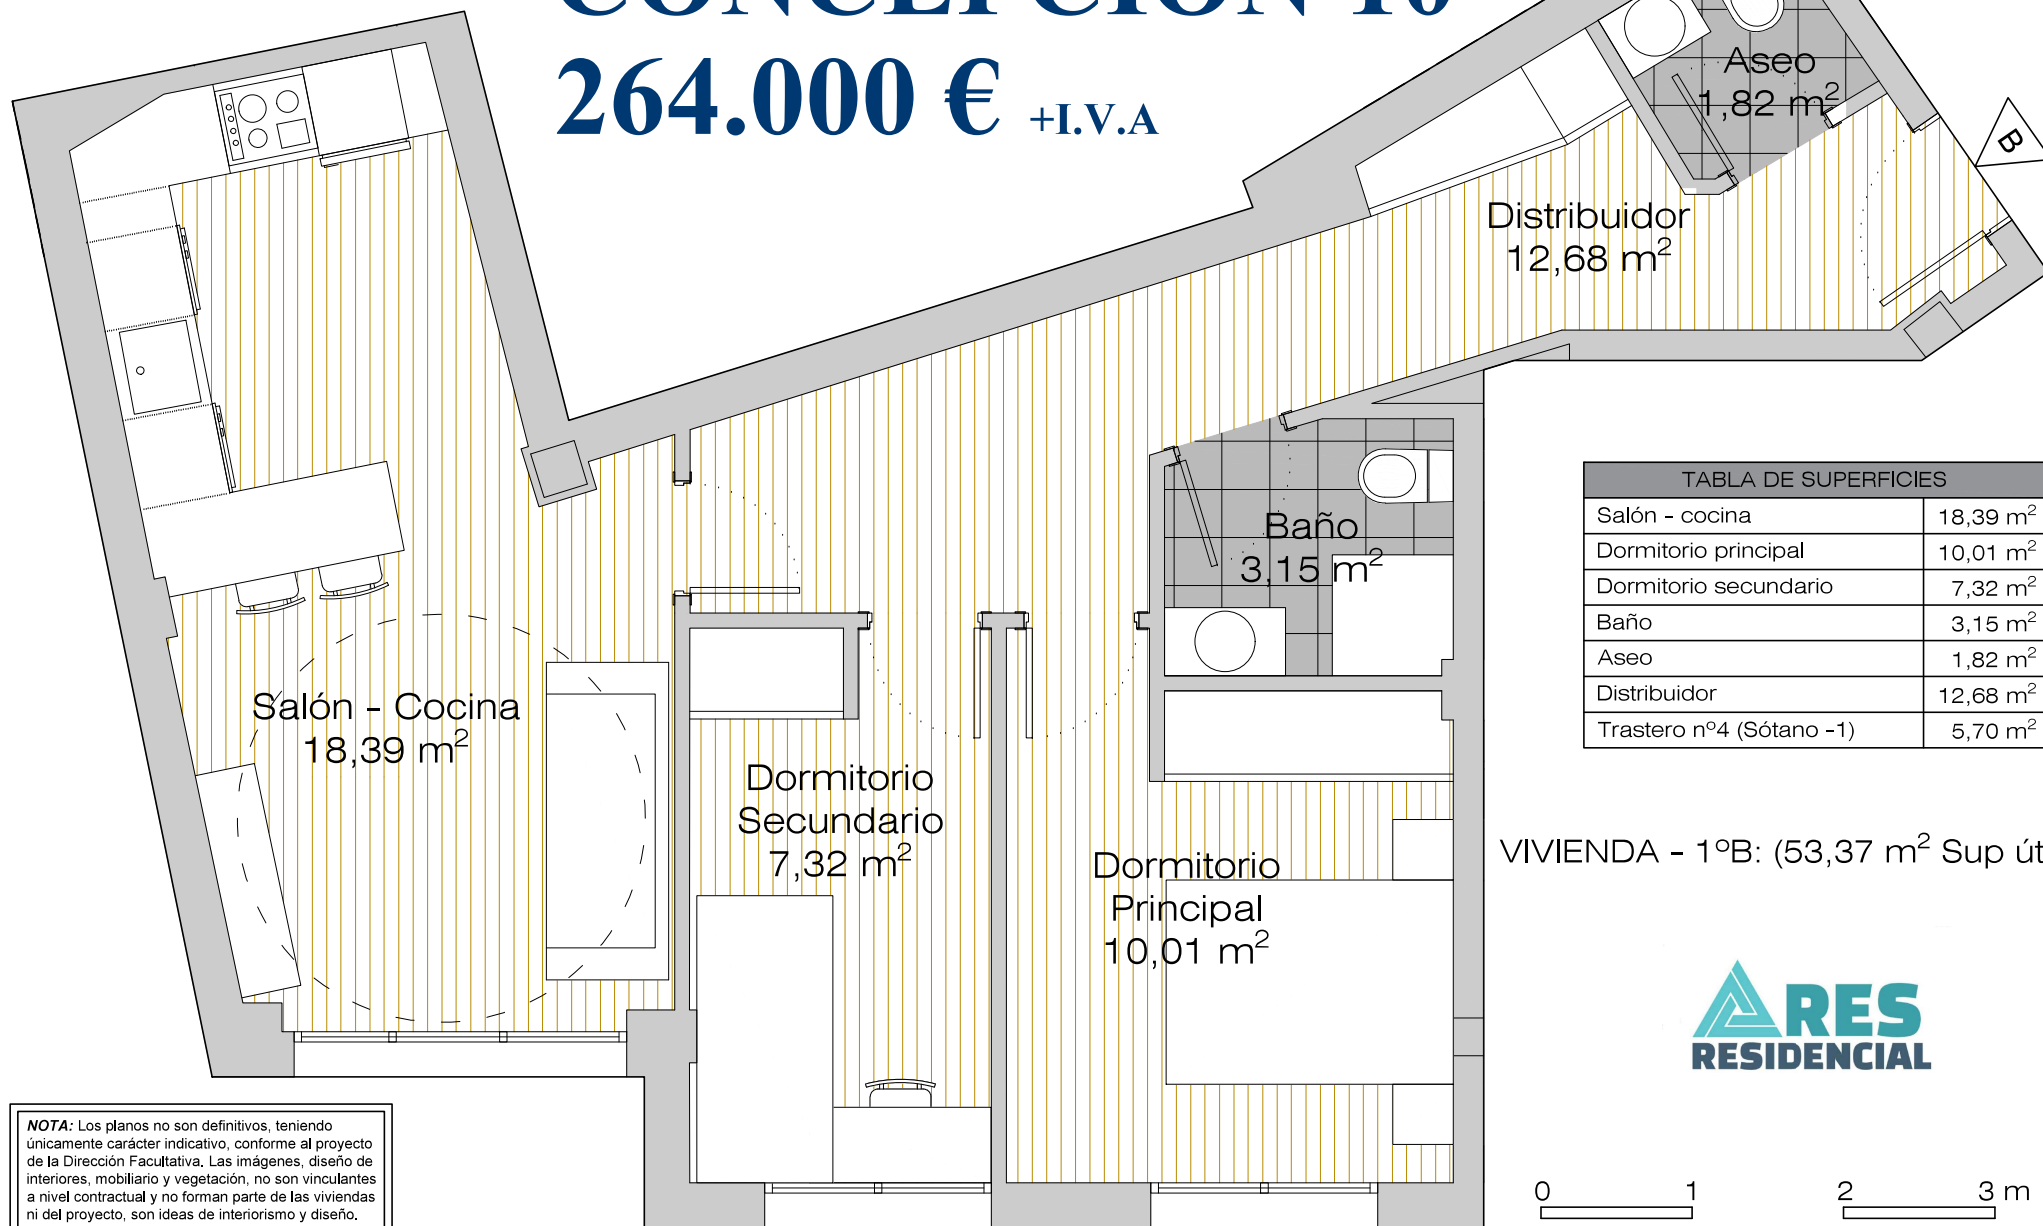 CONCEPCIÓN 10
264.000 € +I.V.A
Aseo
1,82 m²
B
Distribuidor
12,68 m²
Baño
3,15 m²
Salón - Cocina
18,39 m²
Dormitorio
Secundario
7,32 m²
Dormitorio
Principal
10,01 m²
TABLA DE SUPERFICIES
Salón - cocina 18,39 m²
Dormitorio principal 10,01 m²
Dormitorio secundario 7,32 m²
Baño 3,15 m²
Aseo 1,82 m²
Distribuidor 12,68 m²
Trastero nº4 (Sótano -1) 5,70 m²
VIVIENDA - 1ºB: (53,37 m² Sup út
ARES
RESIDENCIAL
NOTA: Los planos no son definitivos, teniendo
únicamente carácter indicativo, conforme al proyecto
de la Dirección Facultativa. Las imágenes, diseño de
interiores, mobiliario y vegetación, no son vinculantes
a nivel contractual y no forman parte de las viviendas
ni del proyecto, son ideas de interiorismo y diseño.
0 1 2 3 m